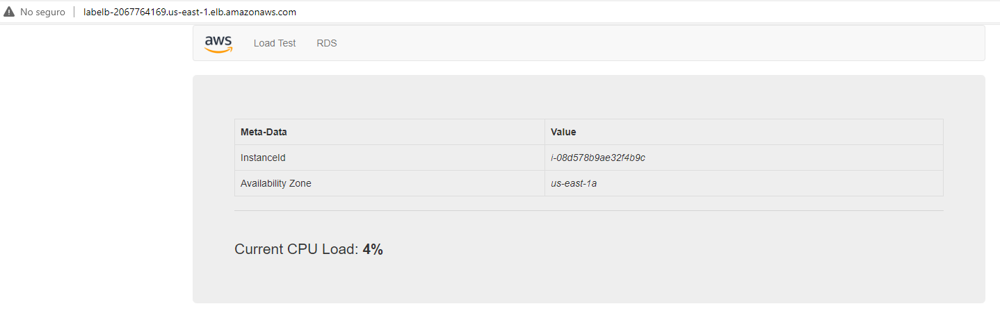 No seguro labelb-2067764169.us-east-1.elb.amazonaws.com
aws Load Test RDS
Meta-Data Value
InstanceId i-08d578b9ae32f4b9c
Availability Zone us-east-1a
Current CPU Load: 4%